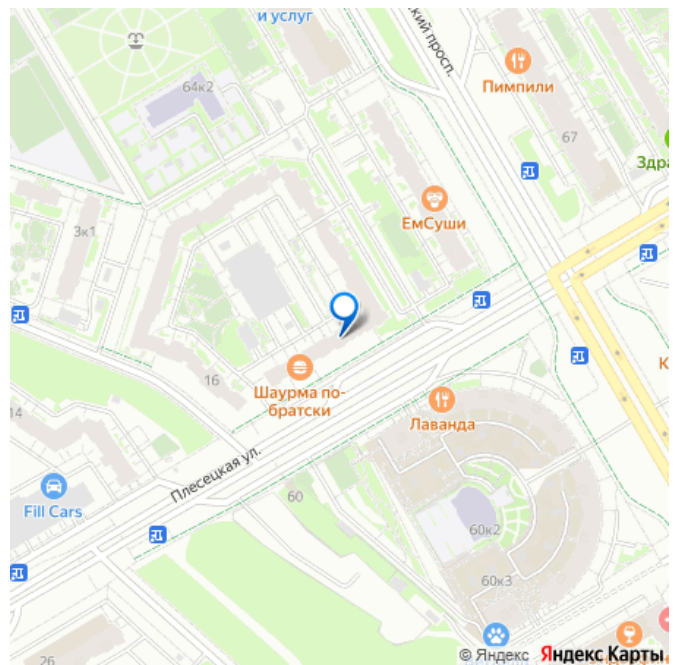 и услуг
ский просп.
Пимпили
64к2
67
Здра
ЕмСуши
3к1
16
Шаурма по-
братски
Лаванда
К
14
Плесецкая ул.
Fill Cars
60
60к2
60к3
26
© Яндекс Яндекс Карты